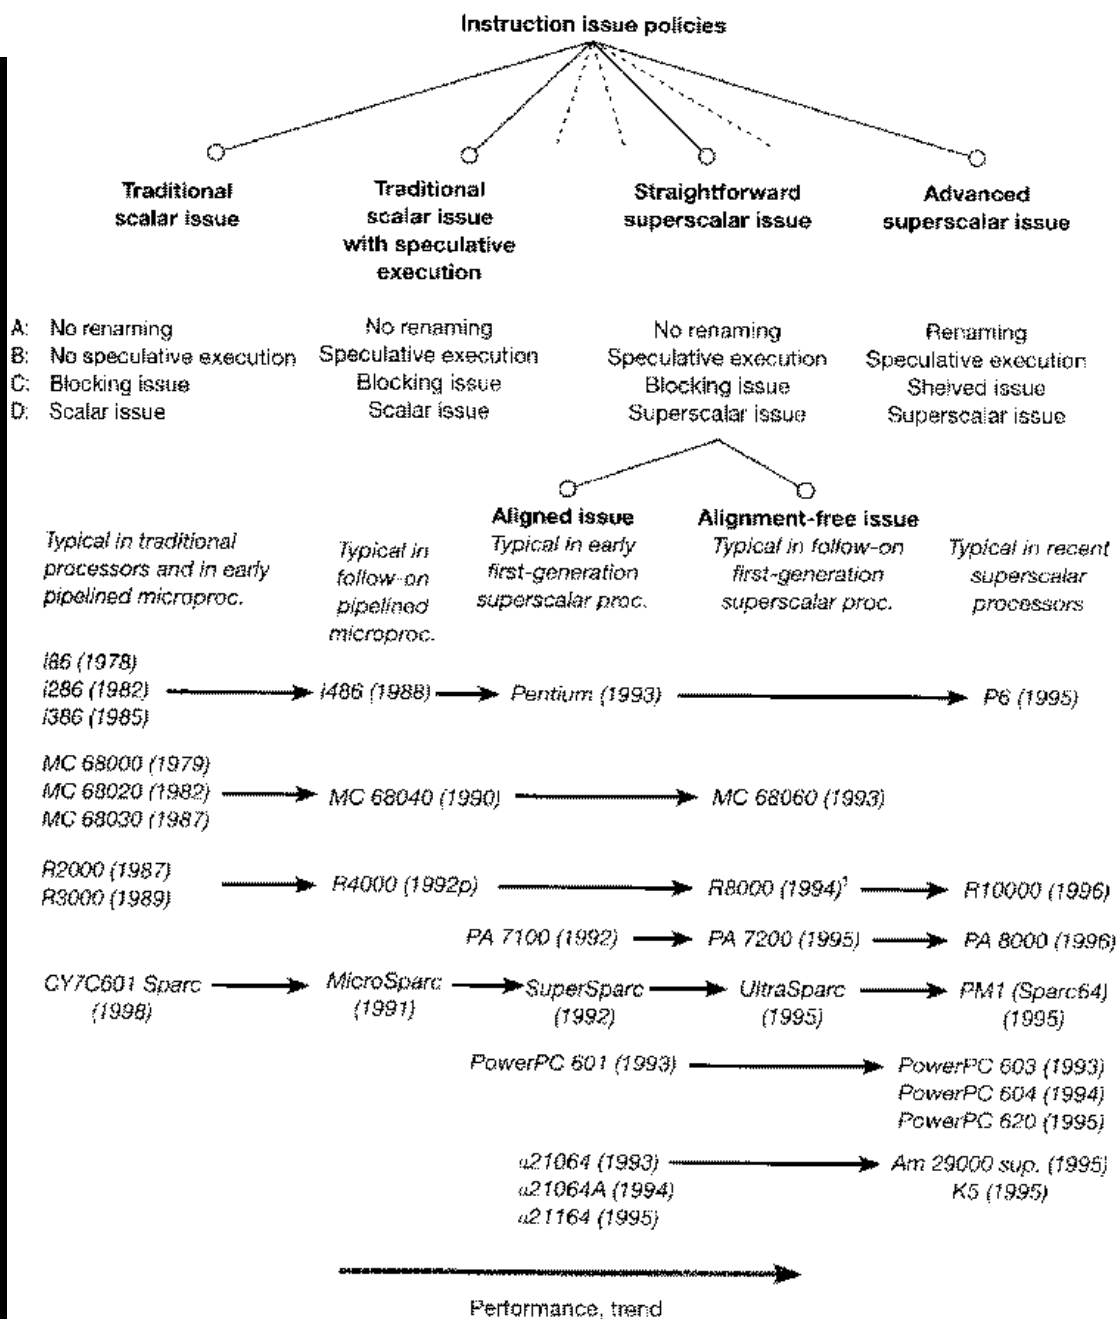 Instruction issue policies
Traditional
scalar issue
Traditional
scalar issue
with speculative
execution
Straightforward
superscalar issue
Advanced
superscalar issue
A: No renaming
B: No speculative execution
C: Blocking issue
D: Scalar issue
No renaming
Speculative execution
Blocking issue
Scalar issue
No renaming
Speculative execution
Blocking issue
Superscalar issue
Renaming
Speculative execution
Shelved issue
Superscalar issue
Aligned issue
Alignment-free issue
Typical in traditional
processors and in early
pipelined microproc.
Typical in
follow-on
pipelined
microproc.
Typical in early
first-generation
superscalar proc.
Typical in follow-on
first-generation
superscalar proc.
Typical in recent
superscalar
processors
i86 (1978)
i286 (1982)
i386 (1985)
i486 (1988)
Pentium (1993)
P6 (1995)
MC 68000 (1979)
MC 68020 (1982)
MC 68030 (1987)
MC 68040 (1990)
MC 68060 (1993)
R2000 (1987)
R3000 (1989)
R4000 (1992p)
R8000 (1994)¹
R10000 (1996)
PA 7100 (1992)
PA 7200 (1995)
PA 8000 (1996)
CY7C601 Sparc
(1998)
MicroSparc
(1991)
SuperSparc
(1992)
UltraSparc
(1995)
PM1 (Sparc64)
(1995)
PowerPC 601 (1993)
PowerPC 603 (1993)
PowerPC 604 (1994)
PowerPC 620 (1995)
α21064 (1993)
α21064A (1994)
α21164 (1995)
Am 29000 sup. (1995)
K5 (1995)
Performance, trend